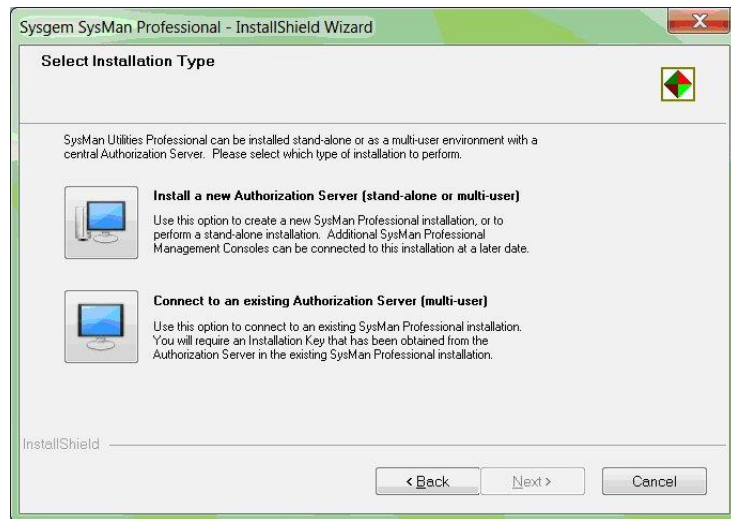 Sysgem SysMan Professional - InstallShield Wizard
Select Installation Type
SysMan Utilities Professional can be installed stand-alone or as a multi-user environment with a
central Authorization Server. Please select which type of installation to perform.
Install a new Authorization Server (stand-alone or multi-user)
Use this option to create a new SysMan Professional installation, or to
perform a stand-alone installation. Additional SysMan Professional
Management Consoles can be connected to this installation at a later date.
Connect to an existing Authorization Server (multi-user)
Use this option to connect to an existing SysMan Professional installation.
You will require an Installation Key that has been obtained from the
Authorization Server in the existing SysMan Professional installation.
InstallShield
< Back Next > Cancel